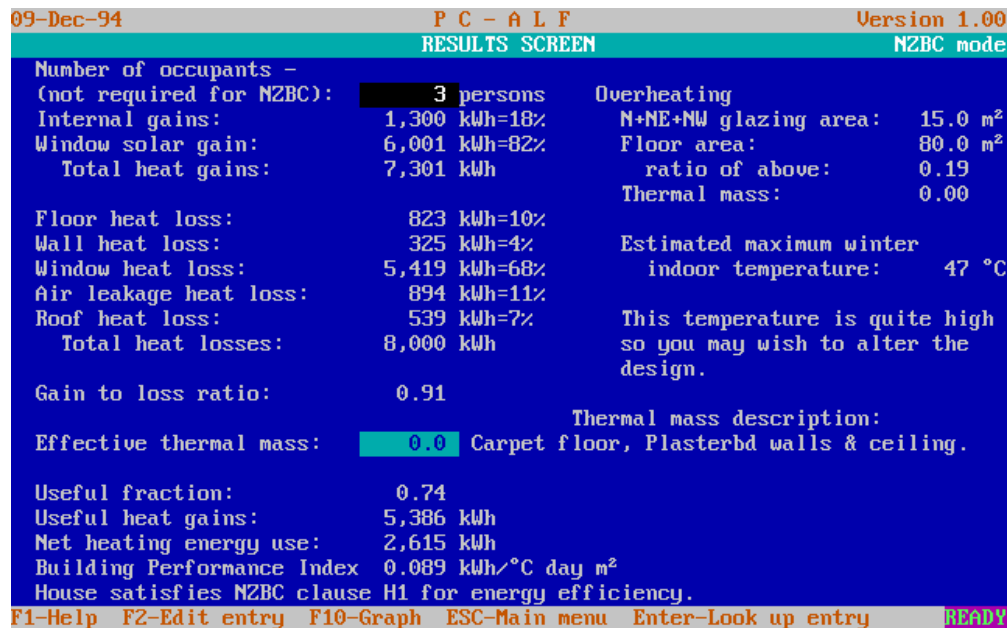 09-Dec-94 P C - A L F Version 1.00
RESULTS SCREEN NZBC mode
Number of occupants -
(not required for NZBC): 3 persons Overheating
Internal gains: 1,300 kWh=18% N+NE+NW glazing area: 15.0 m²
Window solar gain: 6,001 kWh=82% Floor area: 80.0 m²
Total heat gains: 7,301 kWh ratio of above: 0.19
Thermal mass: 0.00
Floor heat loss: 823 kWh=10%
Wall heat loss: 325 kWh=4% Estimated maximum winter
Window heat loss: 5,419 kWh=68% indoor temperature: 47 °C
Air leakage heat loss: 894 kWh=11%
Roof heat loss: 539 kWh=7% This temperature is quite high
Total heat losses: 8,000 kWh so you may wish to alter the
design.
Gain to loss ratio: 0.91
Thermal mass description:
Effective thermal mass: 0.0 Carpet floor, Plasterbd walls & ceiling.
Useful fraction: 0.74
Useful heat gains: 5,386 kWh
Net heating energy use: 2,615 kWh
Building Performance Index 0.089 kWh/°C day m²
House satisfies NZBC clause H1 for energy efficiency.
F1-Help F2-Edit entry F10-Graph ESC-Main menu Enter-Look up entry READY